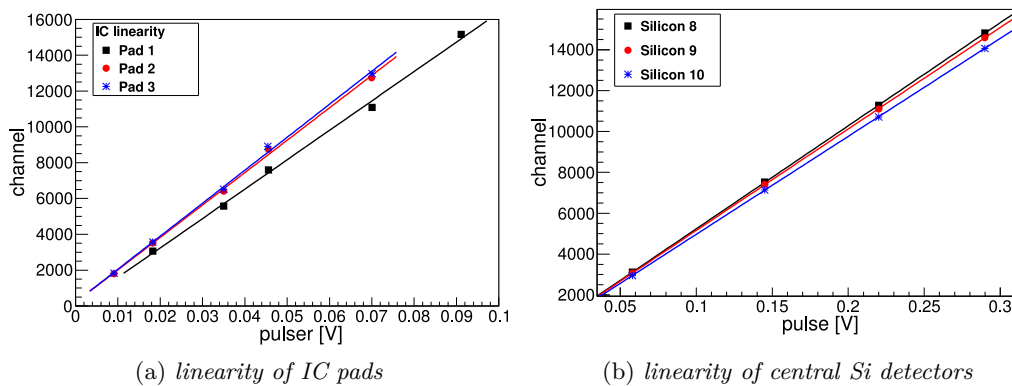 IC linearity
Pad 1
Pad 2
Pad 3
channel
16000
14000
12000
10000
8000
6000
4000
2000
0
0 0.01 0.02 0.03 0.04 0.05 0.06 0.07 0.08 0.09 0.1
pulser [V]
(a) linearity of IC pads
Silicon 8
Silicon 9
Silicon 10
channel
14000
12000
10000
8000
6000
4000
2000
0.05 0.10 0.15 0.20 0.25 0.30
pulse [V]
(b) linearity of central Si detectors